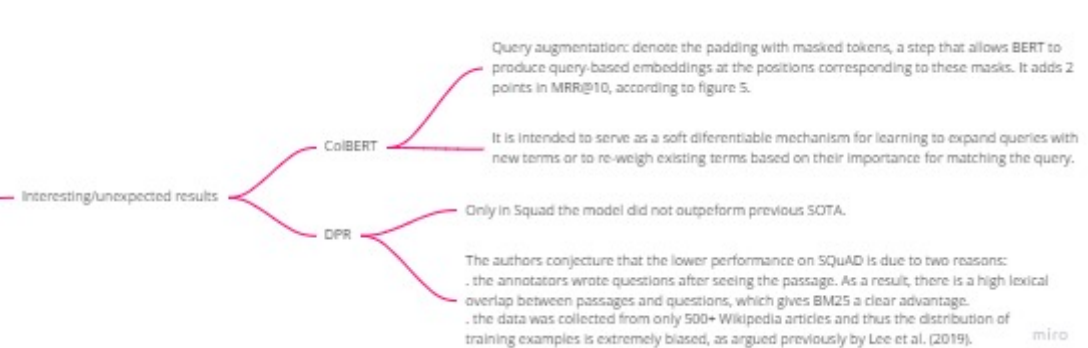 Query augmentation: denote the padding with masked tokens, a step that allows BERT to
produce query-based embeddings at the positions corresponding to these masks. It adds 2
points in MRR@10, according to figure 5.
ColBERT
It is intended to serve as a soft diferentiable mechanism for learning to expand queries with
new terms or to re-weigh existing terms based on their importance for matching the query.
Interesting/unexpected results
Only in Squad the model did not outpeform previous SOTA.
DPR
The authors conjecture that the lower performance on SQuAD is due to two reasons:
. the annotators wrote questions after seeing the passage. As a result, there is a high lexical
overlap between passages and questions, which gives BM25 a clear advantage.
. the data was collected from only 500+ Wikipedia articles and thus the distribution of
training examples is extremely biased, as argued previously by Lee et al. (2019).
miro